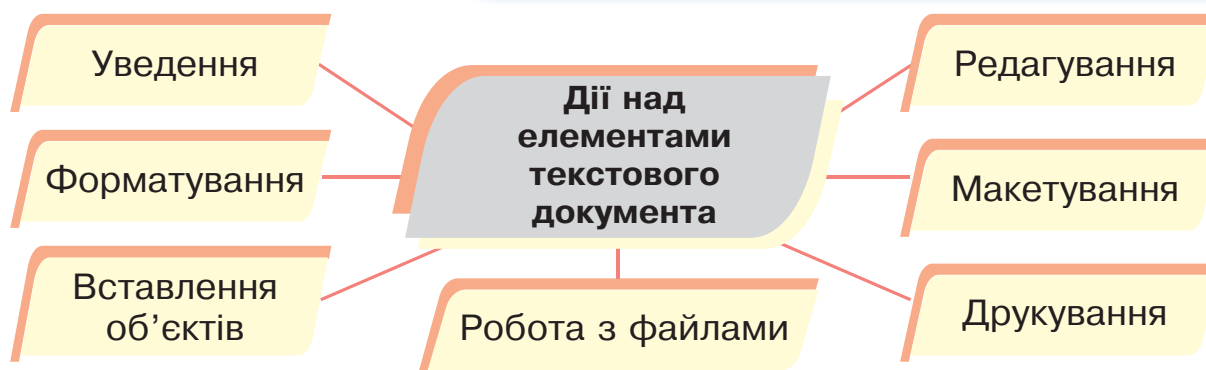 Уведення
Форматування
Вставлення
об’єктів
Дії над
елементами
текстового
документа
Робота з файлами
Редагування
Макетування
Друкування